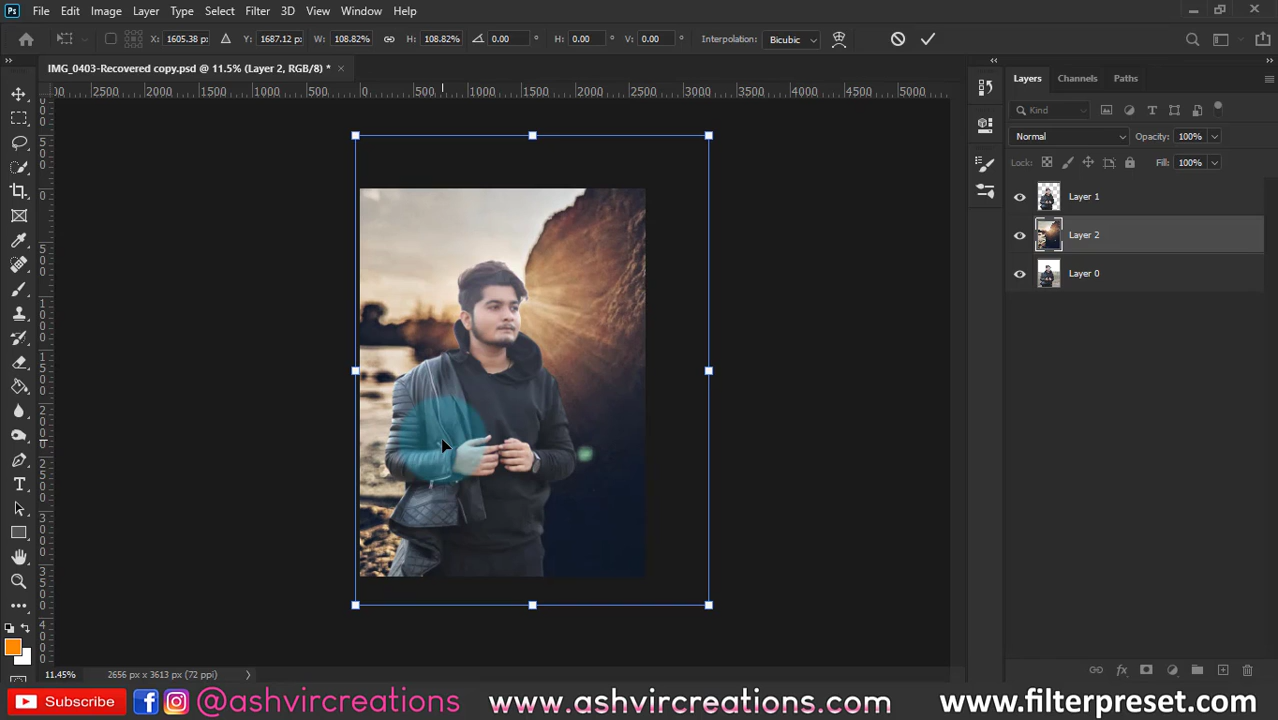 Ps File Edit Image Layer Type Select Filter 3D View Window Help
X: 1605.38 px Y: 1687.12 px W: 108.82% H: 108.82% 0.00 ° H: 0.00 ° V: 0.00 ° Interpolation: Bicubic
IMG_0403-Recovered copy.psd @ 11.5% (Layer 2, RGB/8) *
2500 2000 1500 1000 500 0 500 1000 1500 2000 2500 3000 3500 4000 4500 5000
Layers Channels Paths
Kind
Normal Opacity: 100%
Lock: Fill: 100%
Layer 1
Layer 2
Layer 0
11.45% 2656 px x 3613 px (72 ppi)
Subscribe @ashvircreations www.ashvircreations.com www.filterpreset.com